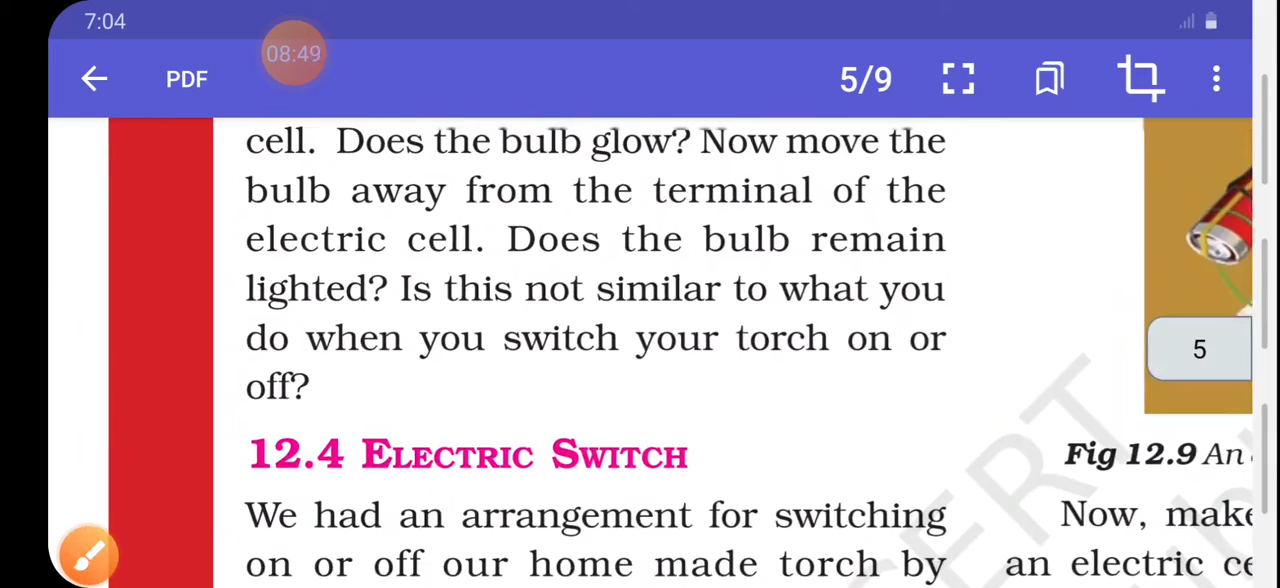 7:04
08:49
PDF
5/9
cell. Does the bulb glow? Now move the
bulb away from the terminal of the
electric cell. Does the bulb remain
lighted? Is this not similar to what you
do when you switch your torch on or
off?
12.4 ELECTRIC SWITCH
We had an arrangement for switching
on or off our home made torch by
5
Fig 12.9 An
Now, make
an electric ce
CERT